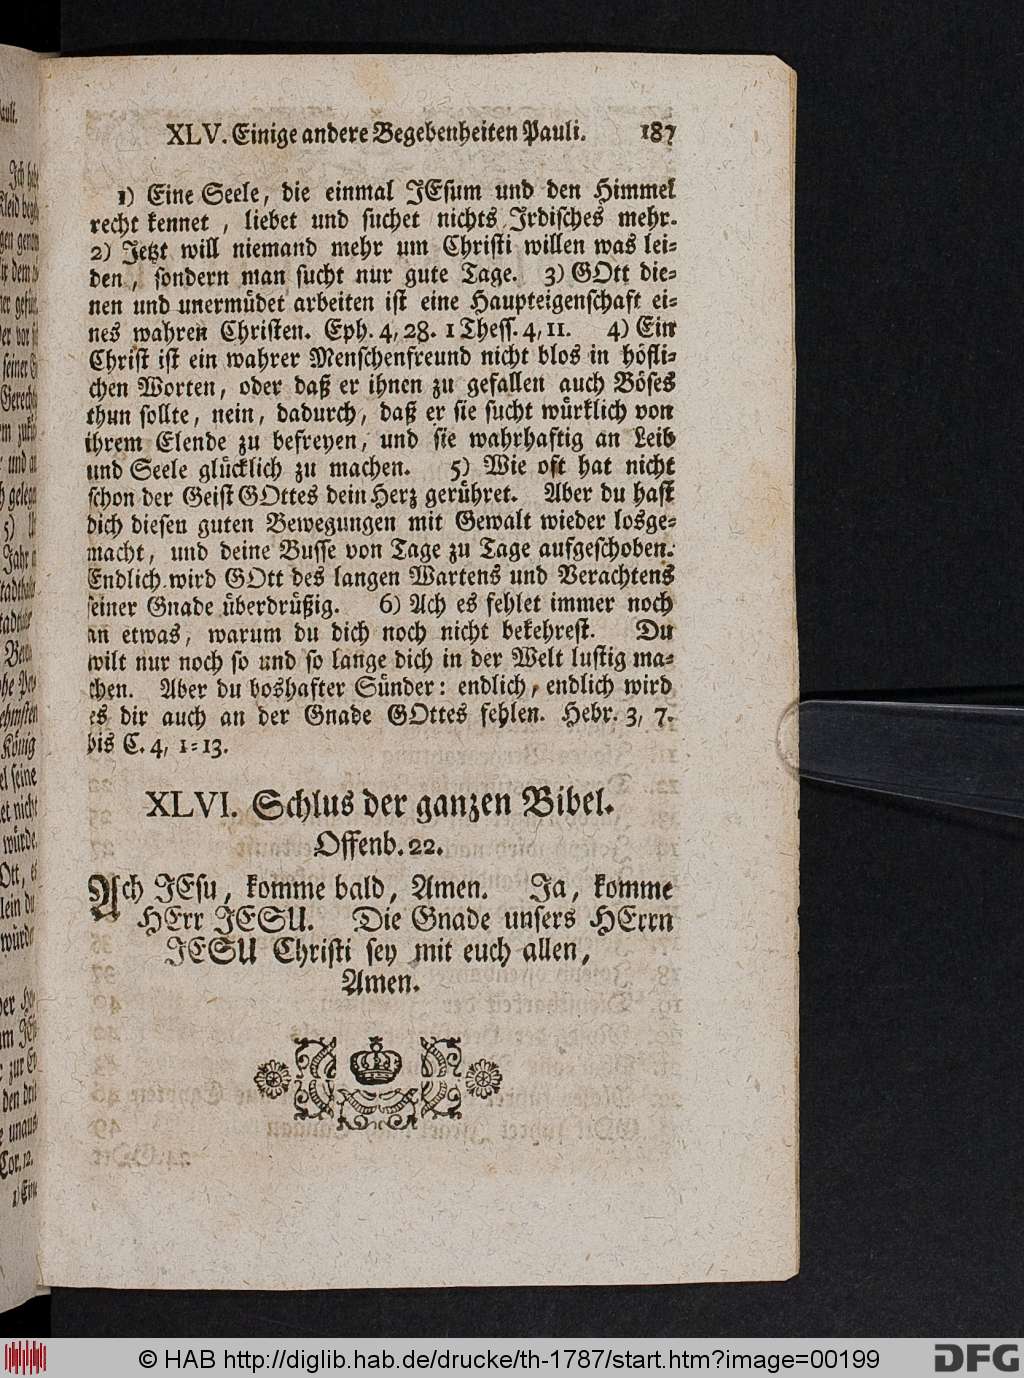 XLV. Einige andere Begebenheiten Pauli. 187
1) Eine Seele, die einmal JEsum und den Himmel
recht kennet, liebet und suchet nichts Irdisches mehr.
2) Jetzt will niemand mehr um Christi willen was lei=
den, sondern man sucht nur gute Tage. 3) GOtt die=
nen und unermüdet arbeiten ist eine Haupteigenschaft ei=
nes wahren Christen. Eph. 4, 28. 1 Thess. 4, 11. 4) Ein
Christ ist ein wahrer Menschenfreund nicht blos in höfli=
chen Worten, oder daß er ihnen zu gefallen auch Böses
thun sollte, nein, dadurch, daß er sie sucht würklich von
ihrem Elende zu befreyen, und sie wahrhaftig an Leib
und Seele glücklich zu machen. 5) Wie oft hat nicht
schon der Geist GOttes dein Herz gerühret. Aber du hast
dich diesen guten Bewegungen mit Gewalt wieder losge=
macht, und deine Busse von Tage zu Tage aufgeschoben.
Endlich wird GOtt des langen Wartens und Verachtens
seiner Gnade überdrüßig. 6) Ach es fehlet immer noch
an etwas, warum du dich noch nicht bekehrest. Du
wilt nur noch so und so lange dich in der Welt lustig ma=
chen. Aber du boshafter Sünder: endlich, endlich wird
es dir auch an der Gnade GOttes fehlen. Hebr. 3, 7.
bis C. 4, 1=13.
XLVI. Schlus der ganzen Bibel.
Offenb. 22.
Ach JEsu, komme bald, Amen. Ja, komme
HErr JESU. Die Gnade unsers HErrn
JESU Christi sey mit euch allen,
Amen.
© HAB http://diglib.hab.de/drucke/th-1787/start.htm?image=00199
DFG